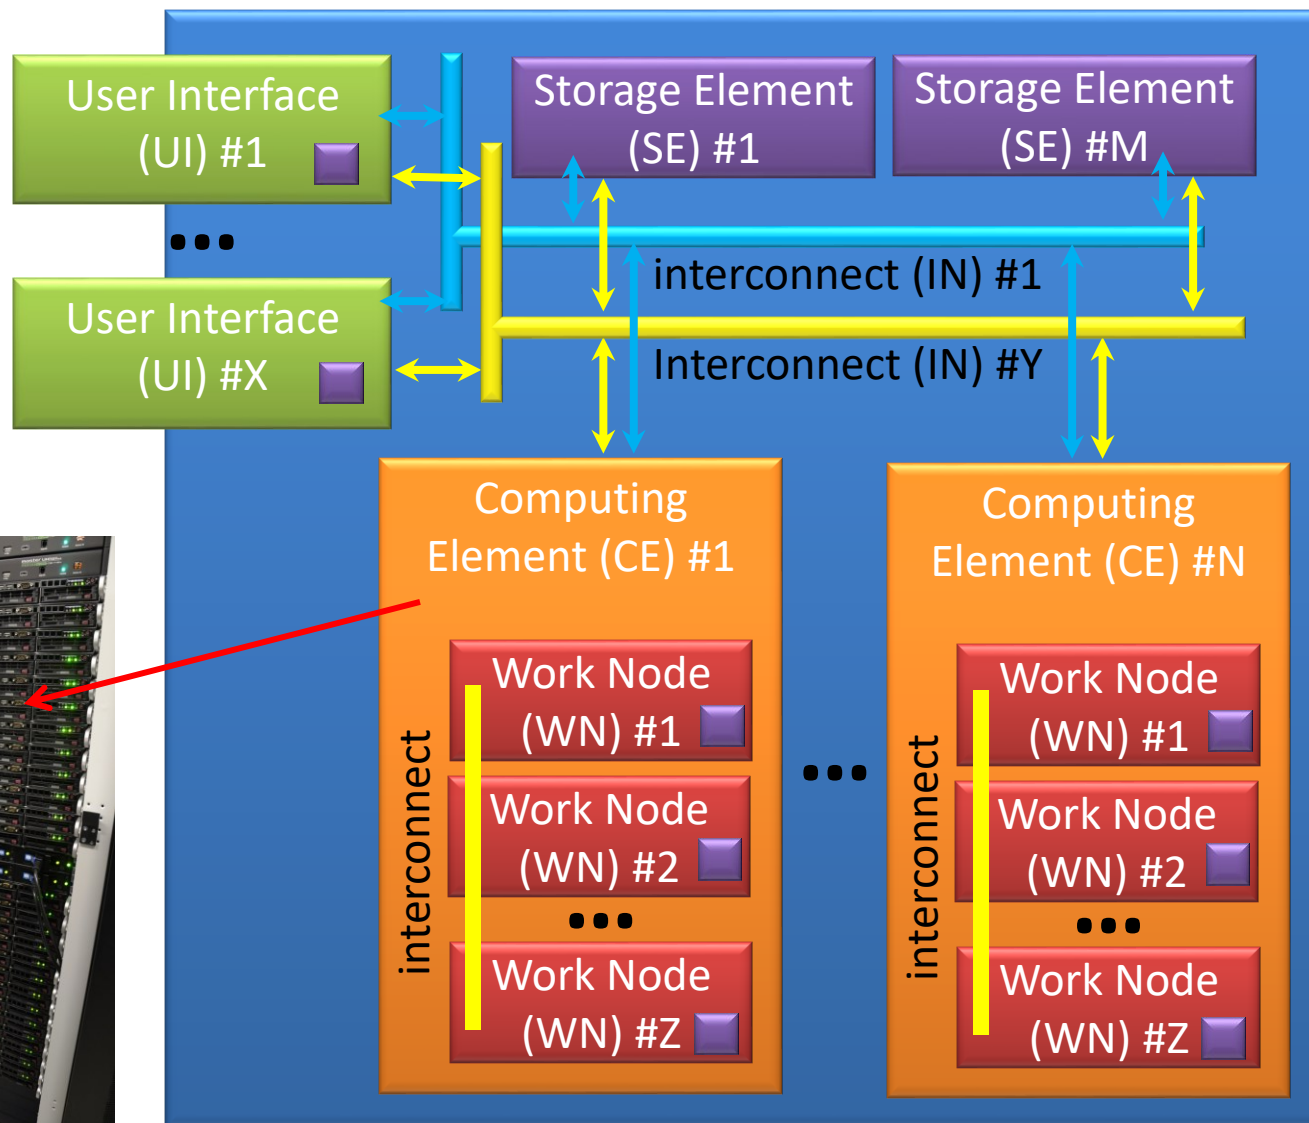 User Interface
(UI) #1
...
User Interface
(UI) #X
Storage Element
(SE) #1
Storage Element
(SE) #M
interconnect (IN) #1
Interconnect (IN) #Y
Computing
Element (CE) #1
interconnect
Work Node
(WN) #1
Work Node
(WN) #2
...
Work Node
(WN) #Z
...
Computing
Element (CE) #N
interconnect
Work Node
(WN) #1
Work Node
(WN) #2
...
Work Node
(WN) #Z